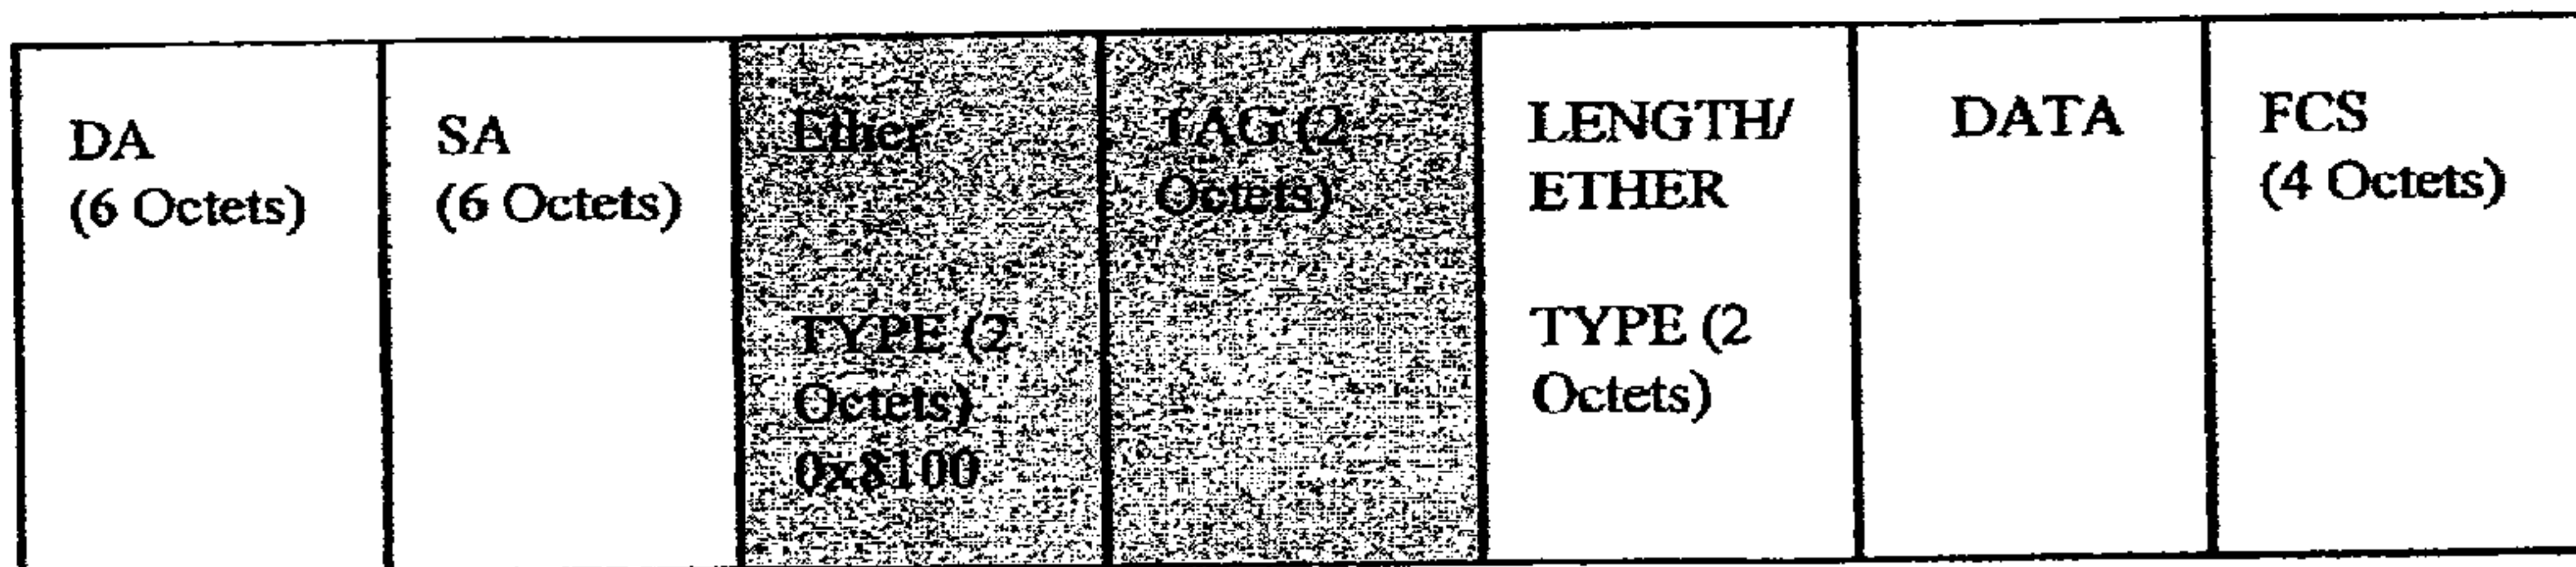 DA
(6 Octets)
SA
(6 Octets)
Ether
TYPE (2
Octets)
0x8100
TAG (2
Octets)
LENGTH/
ETHER
TYPE (2
Octets)
DATA
FCS
(4 Octets)